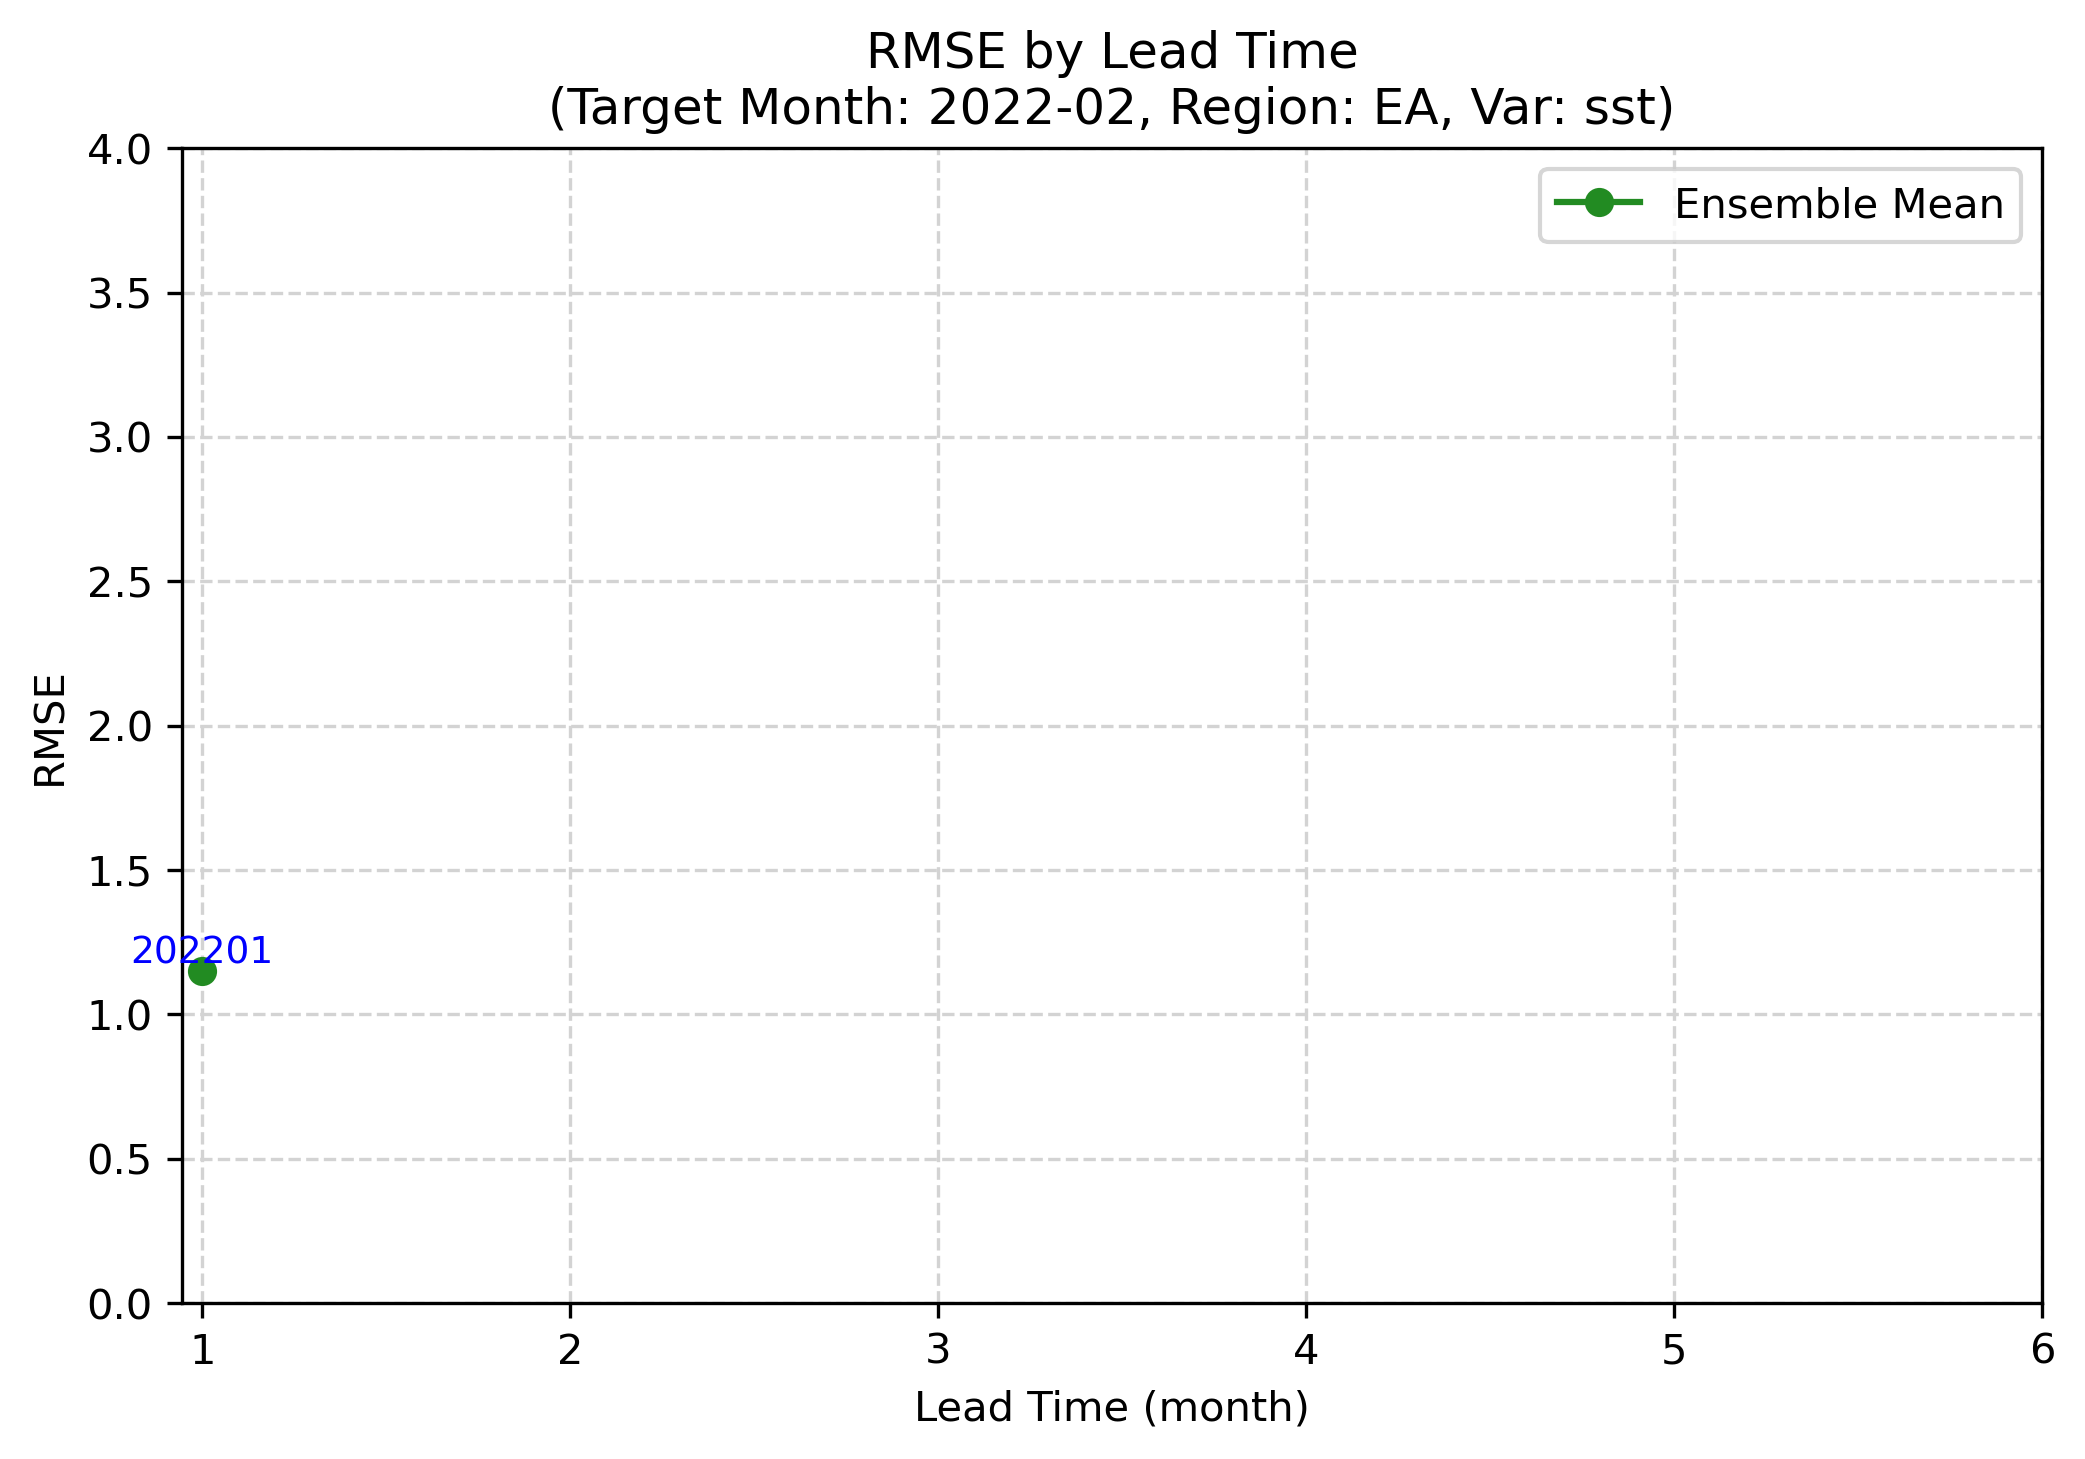 RMSE by Lead Time
(Target Month: 2022-02, Region: EA, Var: sst)
4.0
3.5
3.0
2.5
2.0
1.5
1.0
0.5
0.0
RMSE
Ensemble Mean
202201
1 2 3 4 5 6
Lead Time (month)